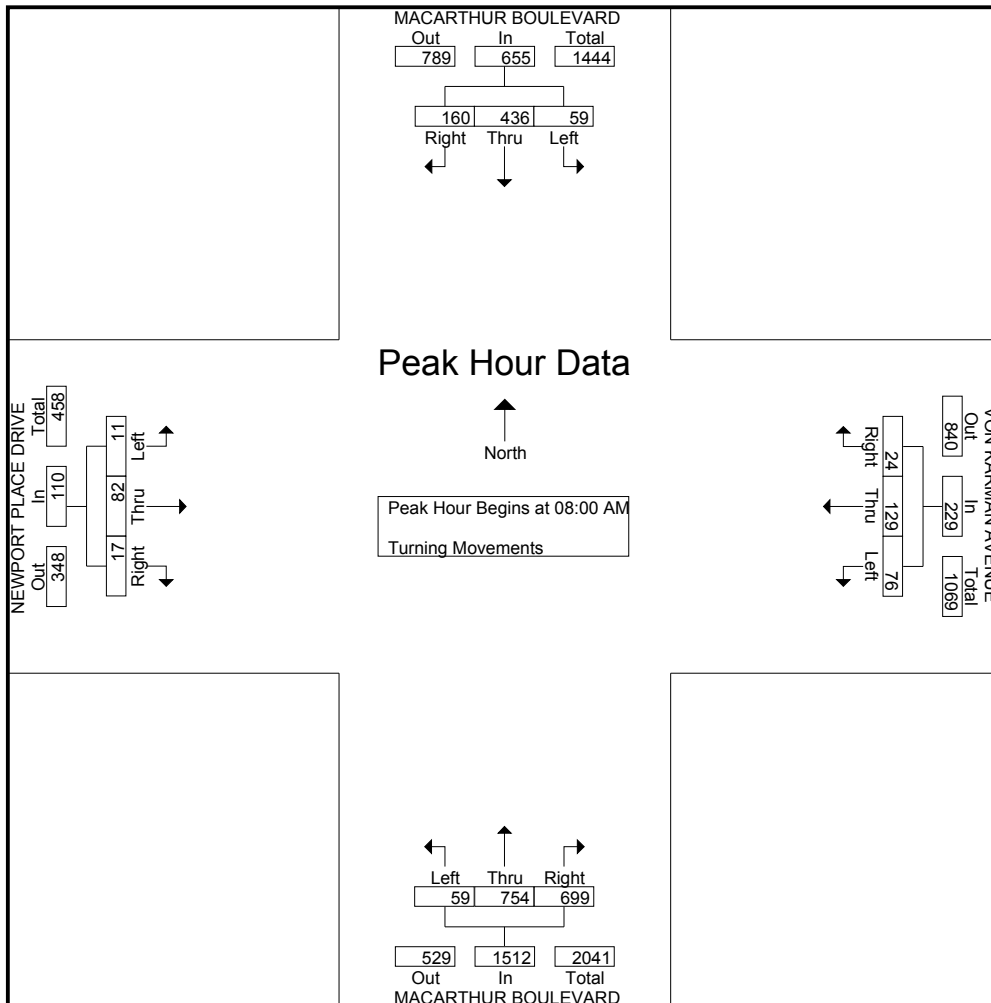 MACARTHUR BOULEVARD
Out In Total
789 655 1444
160 436 59
Right Thru Left
Peak Hour Data
North
Peak Hour Begins at 08:00 AM
Turning Movements
NEWPORT PLACE DRIVE
Out In Total
348 110 458
17 82 11
Right Thru Left
VON KARMAN AVENUE
Out In Total
840 229 1069
24 129 76
Right Thru Left
Left Thru Right
59 754 699
529 1512 2041
Out In Total
MACARTHUR BOULEVARD